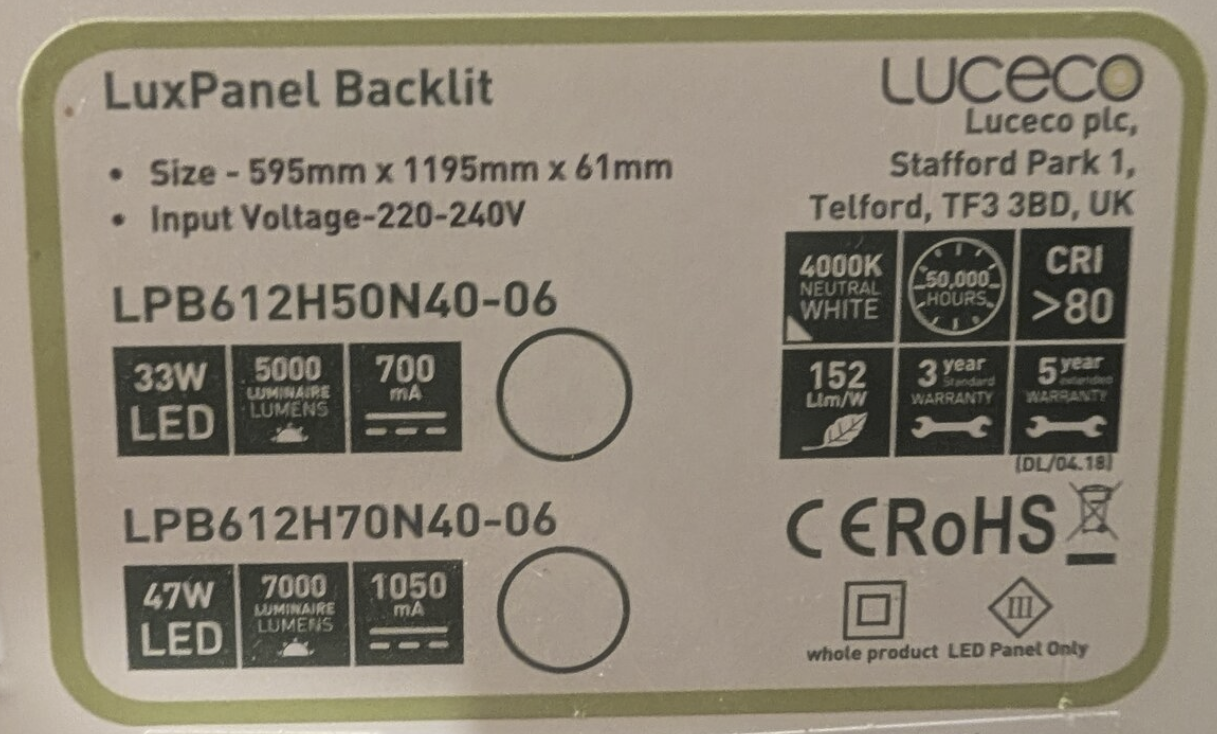 LuxPanel Backlit
• Size - 595mm x 1195mm x 61mm
• Input Voltage-220-240V
LUCECO
Luceco plc,
Stafford Park 1,
Telford, TF3 3BD, UK
LPB612H50N40-06
33W
LED
5000
LUMINAIRE
LUMENS
700
mA
4000K
NEUTRAL
WHITE
50,000
HOURS
CRI
>80
152
Llm/W
3 year
Standard
WARRANTY
5 year
extended
WARRANTY
(DL/04.18)
LPB612H70N40-06
47W
LED
7000
LUMINAIRE
LUMENS
1050
mA
CE RoHS
III
whole product
LED Panel Only